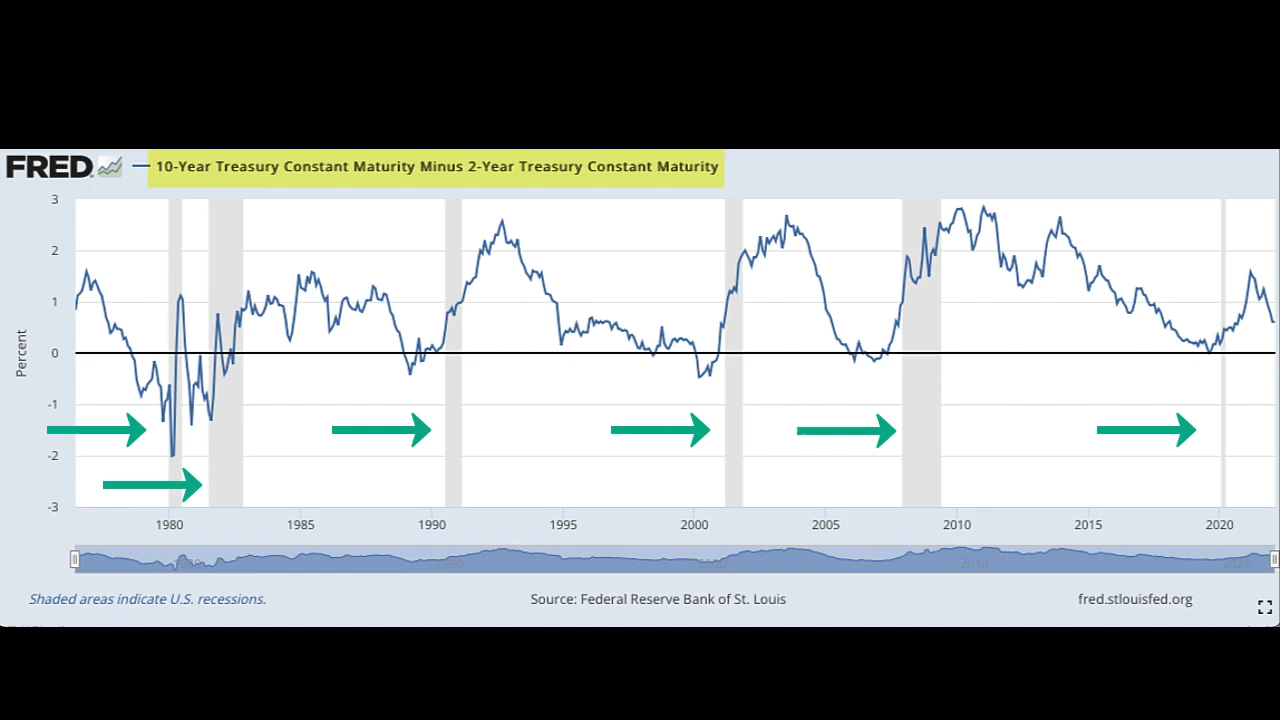 FRED
10-Year Treasury Constant Maturity Minus 2-Year Treasury Constant Maturity
3
2
1
0
-1
-2
-3
Percent
1980 1985 1990 1995 2000 2005 2010 2015 2020
Shaded areas indicate U.S. recessions.
Source: Federal Reserve Bank of St. Louis
fred.stlouisfed.org